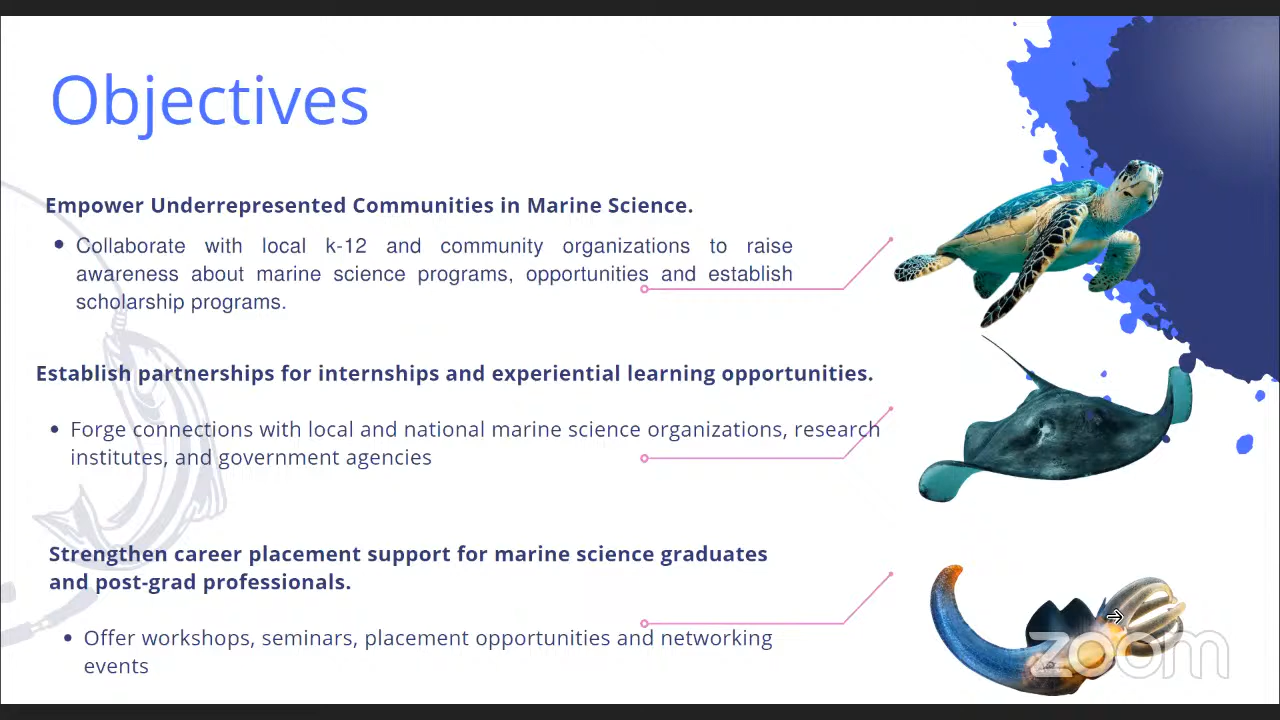 Objectives
Empower Underrepresented Communities in Marine Science.
• Collaborate with local k-12 and community organizations to raise
awareness about marine science programs, opportunities and establish
scholarship programs.
Establish partnerships for internships and experiential learning opportunities.
• Forge connections with local and national marine science organizations, research
institutes, and government agencies
Strengthen career placement support for marine science graduates
and post-grad professionals.
• Offer workshops, seminars, placement opportunities and networking
events
zoom